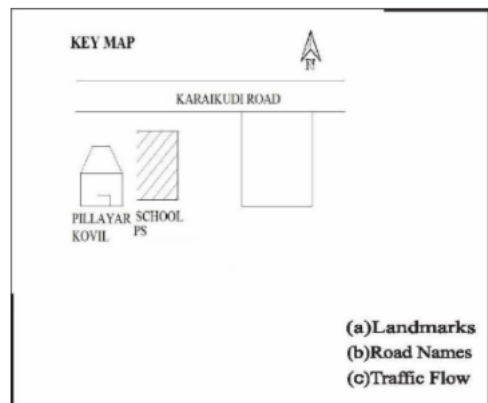 KEY MAP
N
KARAIKUDI ROAD
PILLAYAR SCHOOL
KOVIL PS
(a)Landmarks
(b)Road Names
(c)Traffic Flow